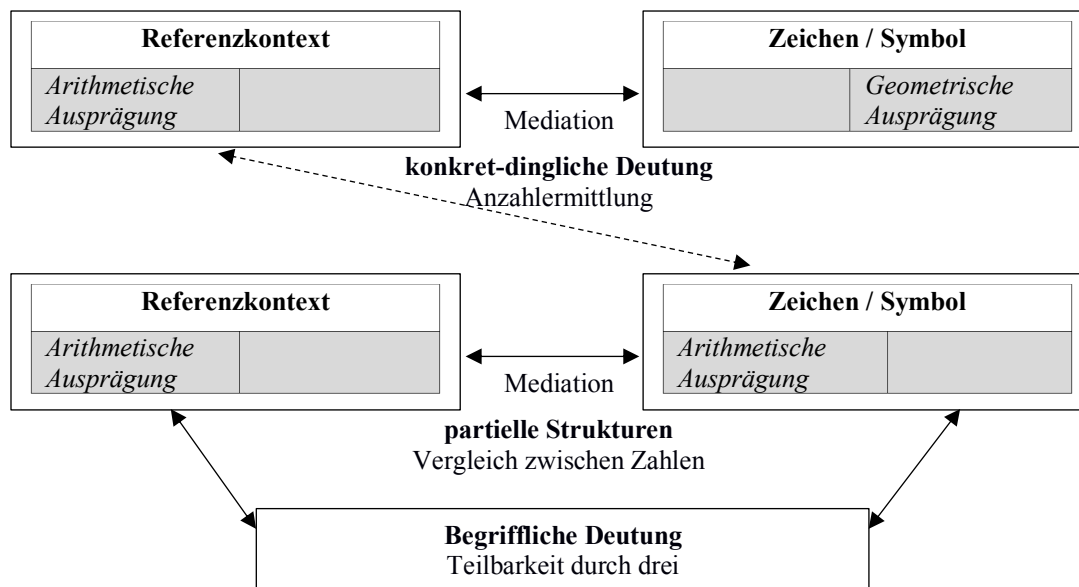 Referenzkontext
Zeichen / Symbol
Arithmetische
Ausprägung
Geometrische
Ausprägung
Mediation
konkret-dingliche Deutung
Anzahlermittlung
Referenzkontext
Zeichen / Symbol
Arithmetische
Ausprägung
Arithmetische
Ausprägung
Mediation
partielle Strukturen
Vergleich zwischen Zahlen
Begriffliche Deutung
Teilbarkeit durch drei